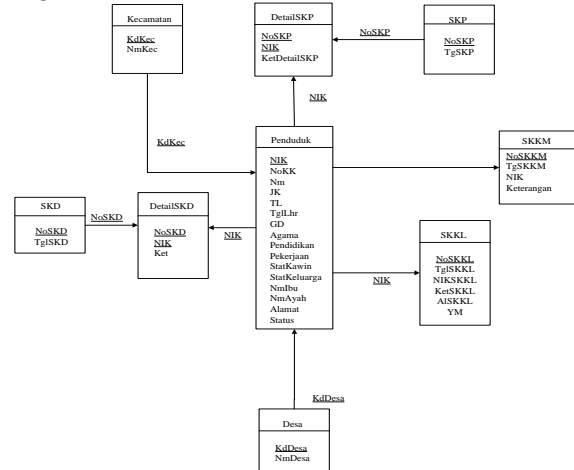 Kecamatan
KdKec
NmKec
DetailSKP
NoSKP
NIK
KetDetailSKP
NoSKP
SKP
NoSKP
TgSKP
NIK
KdKec
Penduduk
NIK
NoKK
Nm
JK
TL
TglLhr
GD
Agama
Pendidikan
Pekerjaan
StatKawin
StatKeluarga
NmIbu
NmAyah
Alamat
Status
SKKM
NoSKKM
TgSKKM
NIK
Keterangan
SKD
NoSKD
TglSKD
NoSKD
DetailSKD
NoSKD
NIK
Ket
NIK
NIK
SKKL
NoSKKL
TglSKKL
NIKSKKL
KetSKKL
AlSKKL
YM
KdDesa
Desa
KdDesa
NmDesa